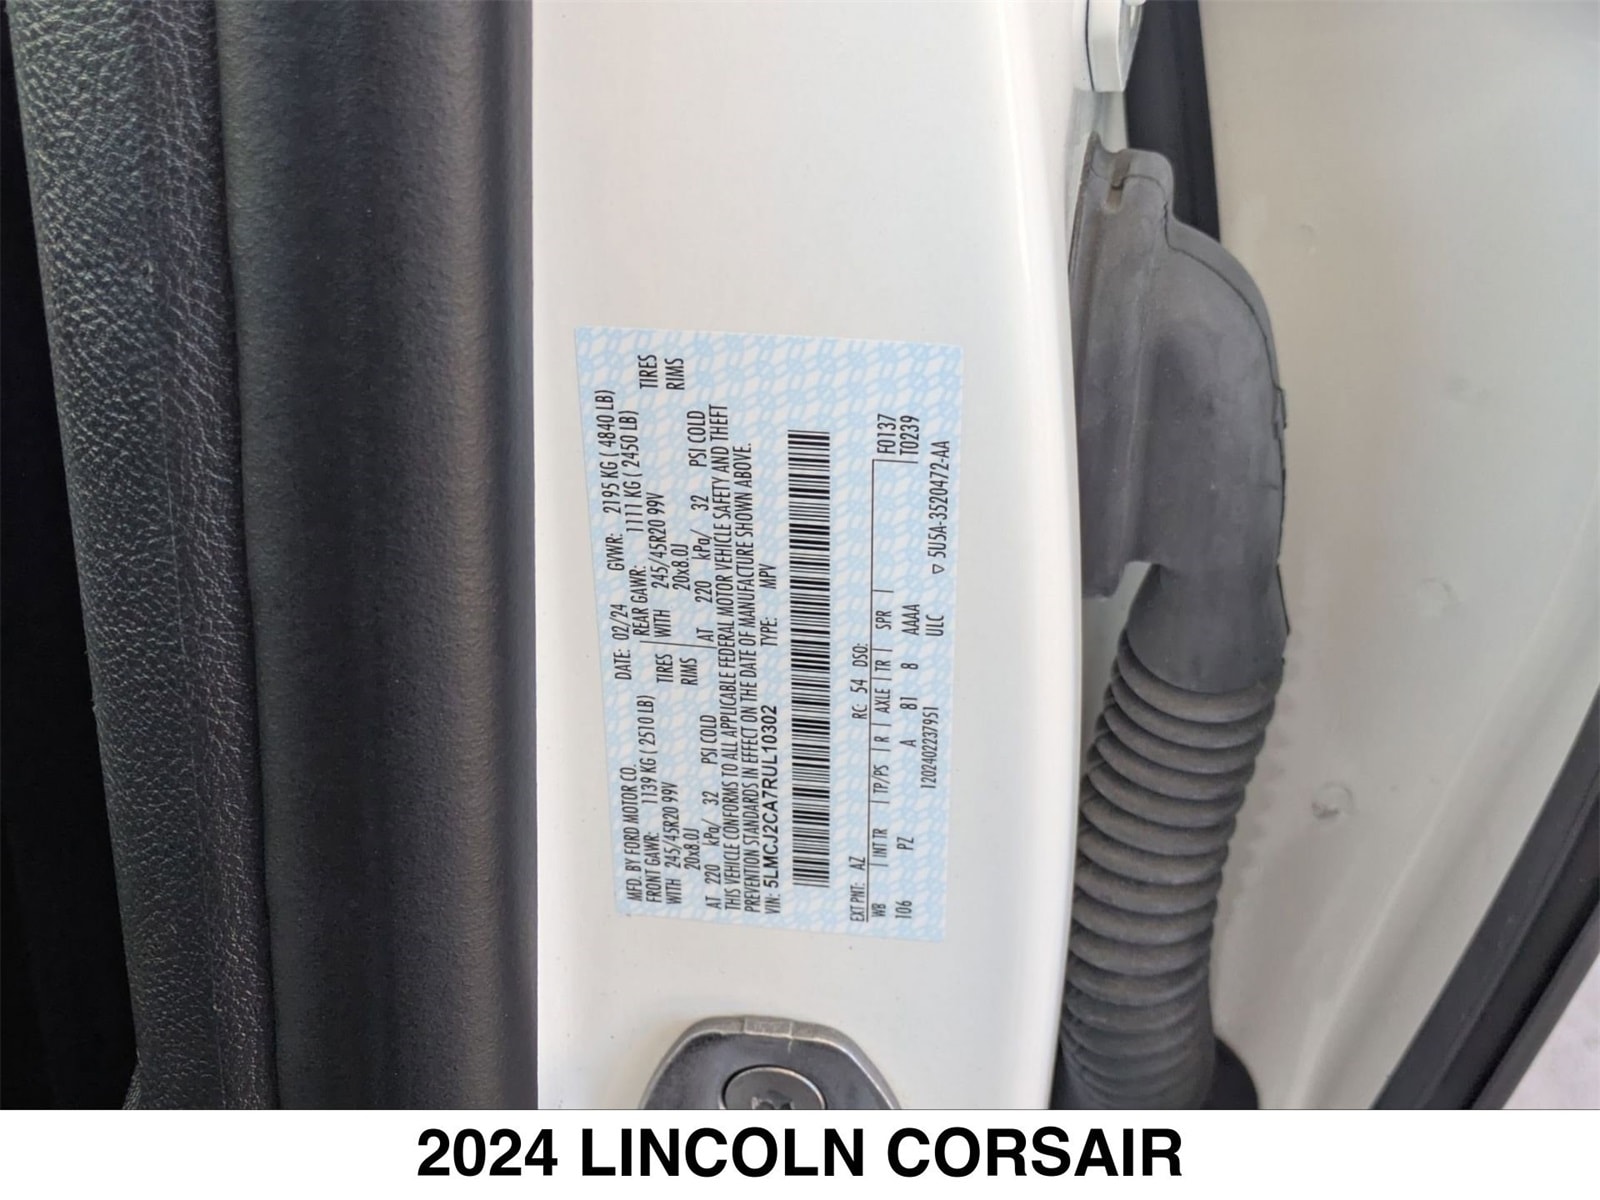 MFD. BY FORD MOTOR CO. DATE: 02/24 GVWR: 2195 KG ( 4840 LB)
FRONT GAWR: 1139 KG ( 2510 LB) REAR GAWR: 1111 KG ( 2450 LB)
WITH 245/45R20 99V TIRES WITH 245/45R20 99V TIRES
20x8.0J RIMS 20x8.0J RIMS
AT 220 kPa/ 32 PSI COLD AT 220 kPa/ 32 PSI COLD
THIS VEHICLE CONFORMS TO ALL APPLICABLE FEDERAL MOTOR VEHICLE SAFETY AND THEFT
PREVENTION STANDARDS IN EFFECT ON THE DATE OF MANUFACTURE SHOWN ABOVE.
VIN: 5LMCJ2CA7RUL10302 TYPE: MPV
EXT PNT: AZ RC: 54 DSO: F0137
WB INT TR TP/PS R AXLE TR SPR T0239
106 PZ A B1 8 AAAA
1202402237951 ULC ▽ 5U5A-3520472-AA
2024 LINCOLN CORSAIR